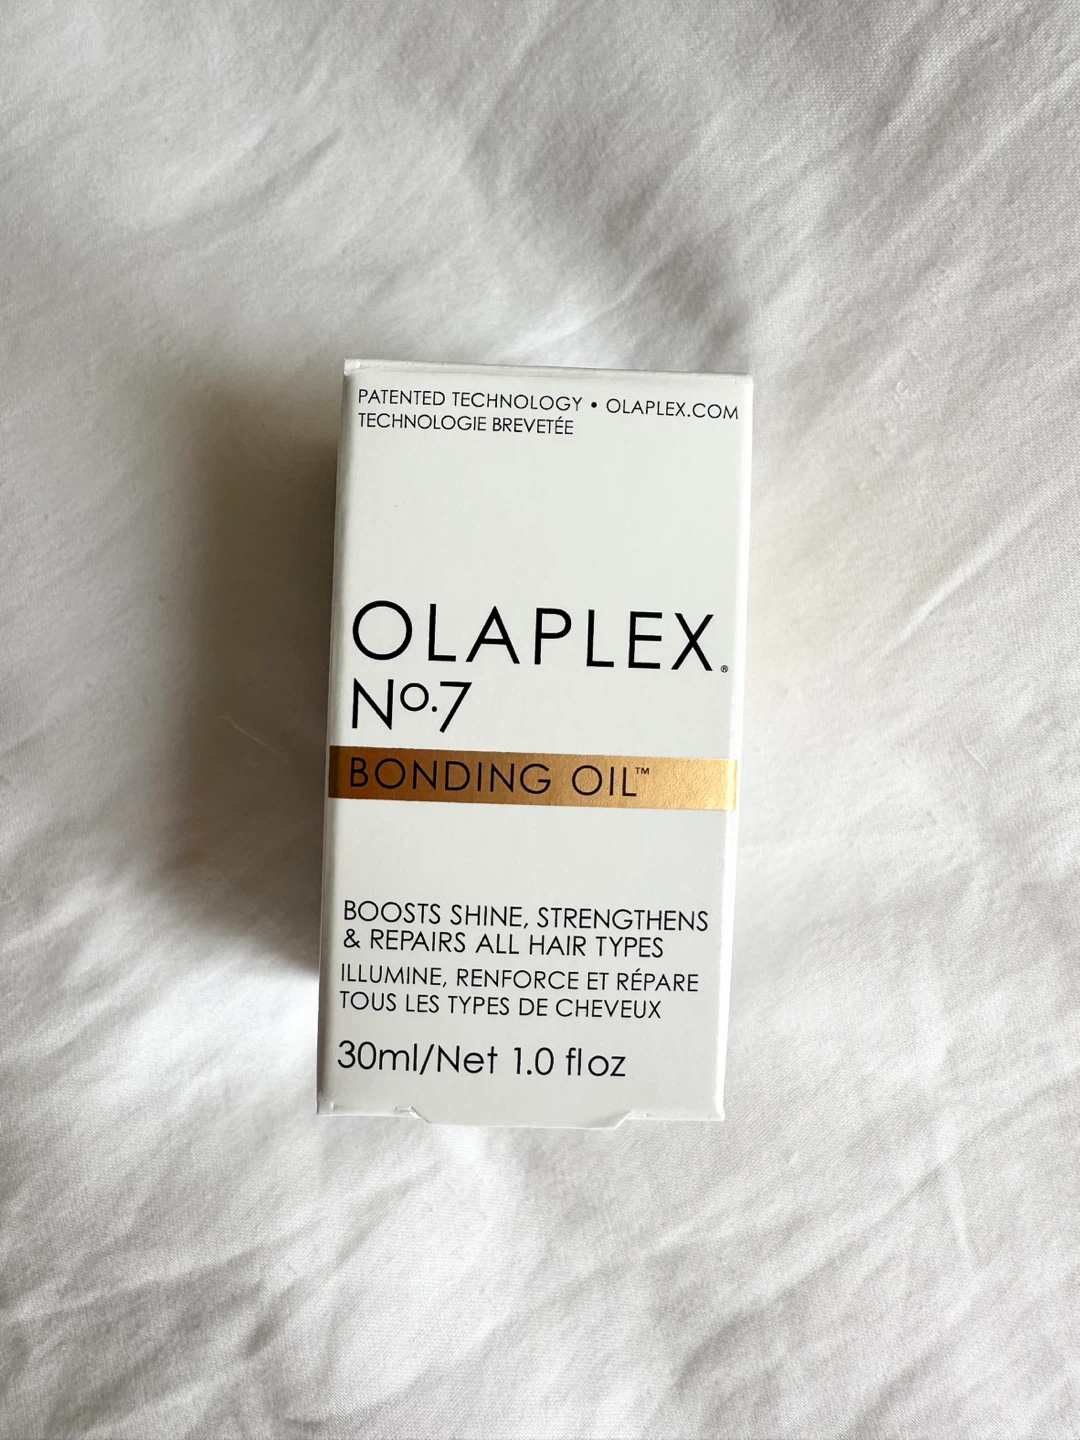 PATENTED TECHNOLOGY • OLAPLEX.COM
TECHNOLOGIE BREVETÉE
OLAPLEX®
Nº.7
BONDING OIL™
BOOSTS SHINE, STRENGTHENS
& REPAIRS ALL HAIR TYPES
ILLUMINE, RENFORCE ET RÉPARE
TOUS LES TYPES DE CHEVEUX
30ml/Net 1.0 fl oz